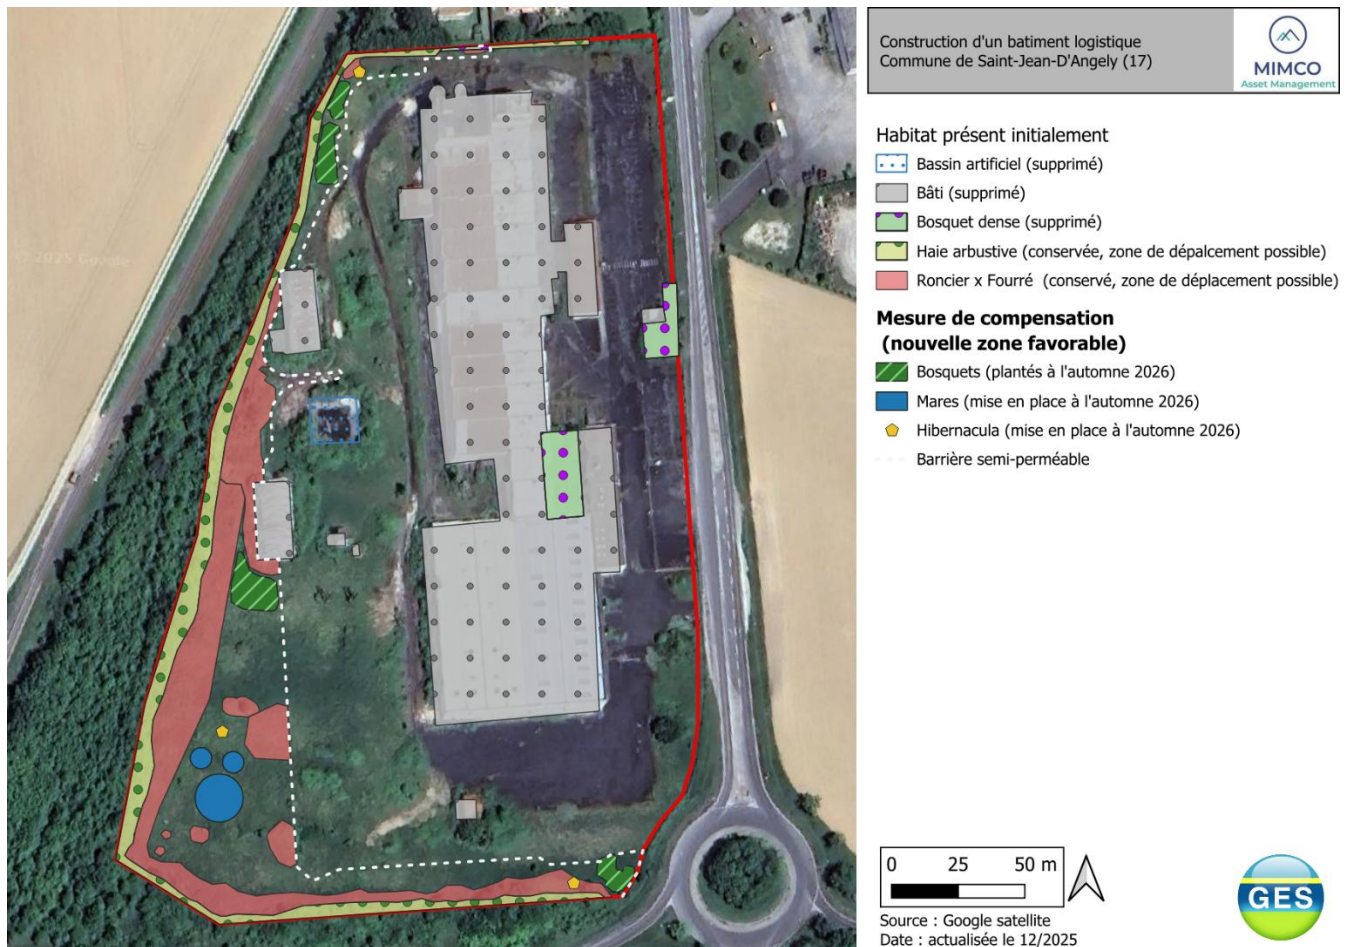 Construction d'un batiment logistique
Commune de Saint-Jean-D'Angely (17)
MIMCO
Asset Management
Habitat présent initialement
Bassin artificiel (supprimé)
Bâti (supprimé)
Bosquet dense (supprimé)
Haie arbustive (conservée, zone de dépalcement possible)
Roncier x Fourré (conservé, zone de déplacement possible)
Mesure de compensation
(nouvelle zone favorable)
Bosquets (plantés à l'automne 2026)
Mares (mise en place à l'automne 2026)
Hibernacula (mise en place à l'automne 2026)
Barrière semi-perméable
© 2025 Google
0 25 50 m
Source : Google satellite
Date : actualisée le 12/2025
GES